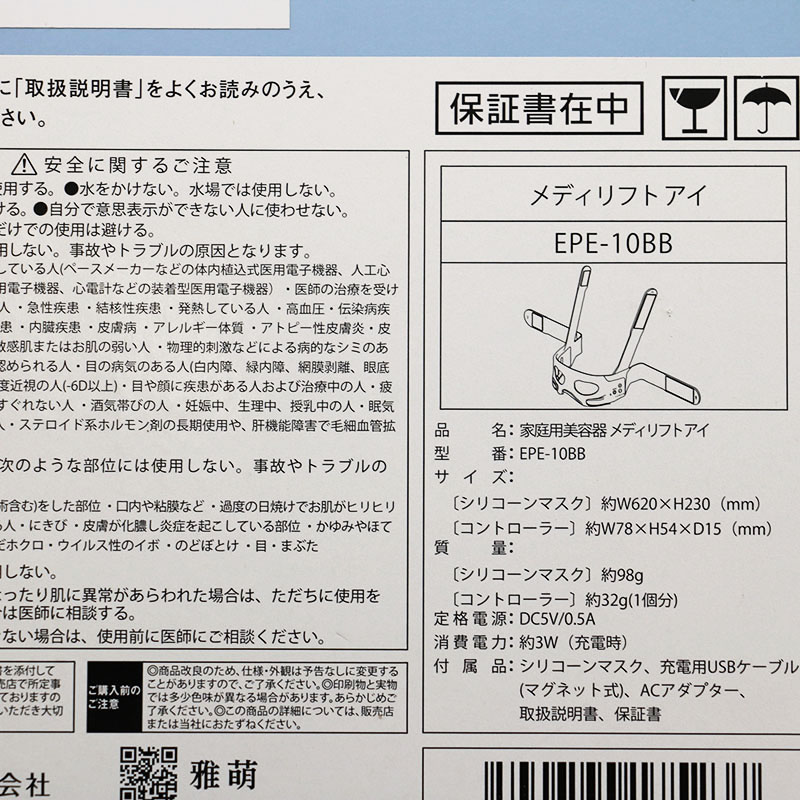 に「取扱説明書」をよくお読みのうえ、
さい。
保証書在中
安全に関するご注意
使用する。●水をかけない。水場では使用しない。
ける。●自分で意思表示ができない人に使わせない。
だけでの使用は避ける。
用しない。事故やトラブルの原因となります。
している人(ペースメーカーなどの体内植込式医用電子機器、人工心
用電子機器、心電計などの装着型医用電子機器）・医師の治療を受け
人・急性疾患・結核性疾患・発熱している人・高血圧・伝染病疾
患・内臓疾患・皮膚病・アレルギー体質・アトピー性皮膚炎・皮
敏感肌またはお肌の弱い人・物理的刺激などによる病的なシミのあ
認められる人・目の病気のある人(白内障、緑内障、網膜剥離、眼底
度近視の人(-6D以上)・目や顔に疾患がある人および治療中の人・疲
すぐれない人・酒気帯びの人・妊娠中、生理中、授乳中の人・眠気
人・ステロイド系ホルモン剤の長期使用や、肝機能障害で毛細血管拡
次のような部位には使用しない。事故やトラブルの
術含む)をした部位・口内や粘膜など・過度の日焼けでお肌がヒリヒリ
る人・にきび・皮膚が化膿し炎症を起こしている部位・かゆみやほて
だホクロ・ウイルス性のイボ・のどぼとけ・目・まぶた
用しない。
なったり肌に異常があらわれた場合は、ただちに使用を
合は医師に相談する。
せない場合は、使用前に医師にご相談ください。
書を添付して
売店で所定事
ておりますの
いただき大切
ご購入前の
ご注意
◎商品改良のため、仕様・外観は予告なしに変更する
ことがありますので、ご了承ください。◎印刷物と実物
では多少色味が異なる場合があります。あらかじめご
了承ください。◎この商品の詳細については、販売店
または当社におたずねください。
会社 雅萌
メディリフト アイ
EPE-10BB
品 名：家庭用美容器 メディリフトアイ
型 番：EPE-10BB
サ イ ズ：
〔シリコーンマスク〕約W620×H230（mm）
〔コントローラー〕約W78×H54×D15（mm）
質 量：
〔シリコーンマスク〕約98g
〔コントローラー〕約32g(1個分)
定格電源：DC5V/0.5A
消費電力：約3W（充電時）
付 属 品：シリコーンマスク、充電用USBケーブル
(マグネット式)、ACアダプター、
取扱説明書、保証書